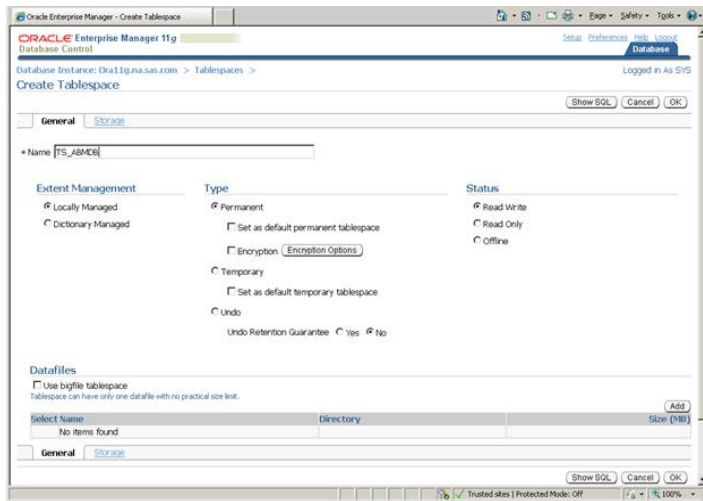 Oracle Enterprise Manager - Create Tablespace
Page Safety Tools
ORACLE Enterprise Manager 11g
Database Control
Setup Preferences Help Logout
Database
Database Instance: Ora11g.na.sas.com > Tablespaces >
Logged in As SYS
Create Tablespace
Show SQL Cancel OK
General Storage
* Name TS_ABMDB
Extent Management Type Status
Locally Managed Permanent Read Write
Dictionary Managed Set as default permanent tablespace Read Only
Encryption Encryption Options Offline
Temporary
Set as default temporary tablespace
Undo
Undo Retention Guarantee Yes No
Datafiles
Use bigfile tablespace
Tablespace can have only one datafile with no practical size limit.
Add
Select Name Directory Size (MB)
No items found
General Storage
Show SQL Cancel OK
Trusted sites | Protected Mode: Off 100%